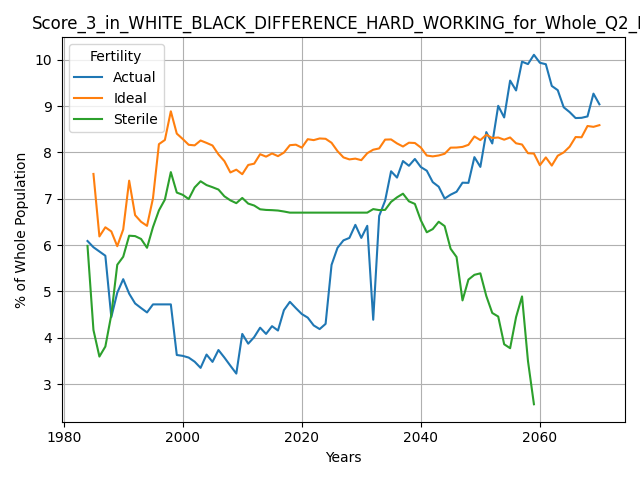 Score_3_in_WHITE_BLACK_DIFFERENCE_HARD_WORKING_for_Whole_Q2_
Fertility
Actual
Ideal
Sterile
% of Whole Population
10
9
8
7
6
5
4
3
1980
2000
2020
2040
2060
Years